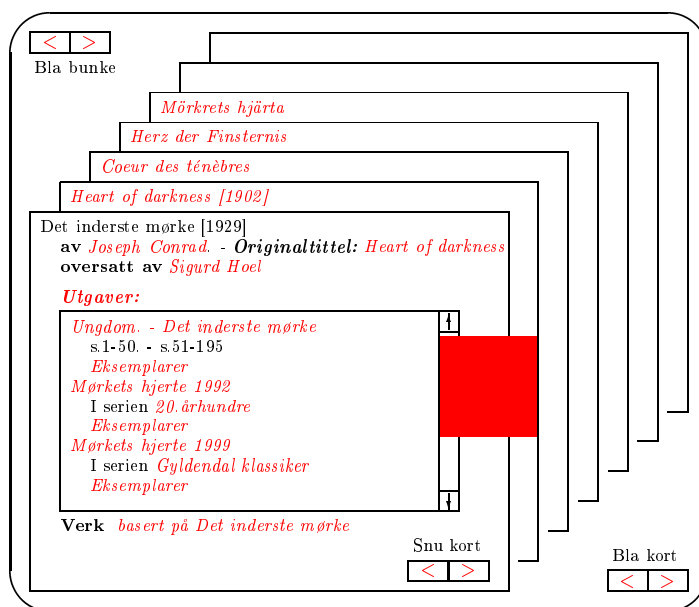 < >
Bla bunke
Mörkrets hjärta
Herz der Finsternis
Coeur des ténèbres
Heart of darkness [1902]
Det inderste mørke [1929]
av Joseph Conrad. - Originaltittel: Heart of darkness
oversatt av Sigurd Hoel
Utgaver:
Ungdom. - Det inderste mørke
s.1-50. - s.51-195
Eksemplarer
Mørkets hjerte 1992
I serien 20.århundre
Eksemplarer
Mørkets hjerte 1999
I serien Gyldendal klassiker
Eksemplarer
Verk basert på Det inderste mørke
Snu kort
< >
Bla kort
< >